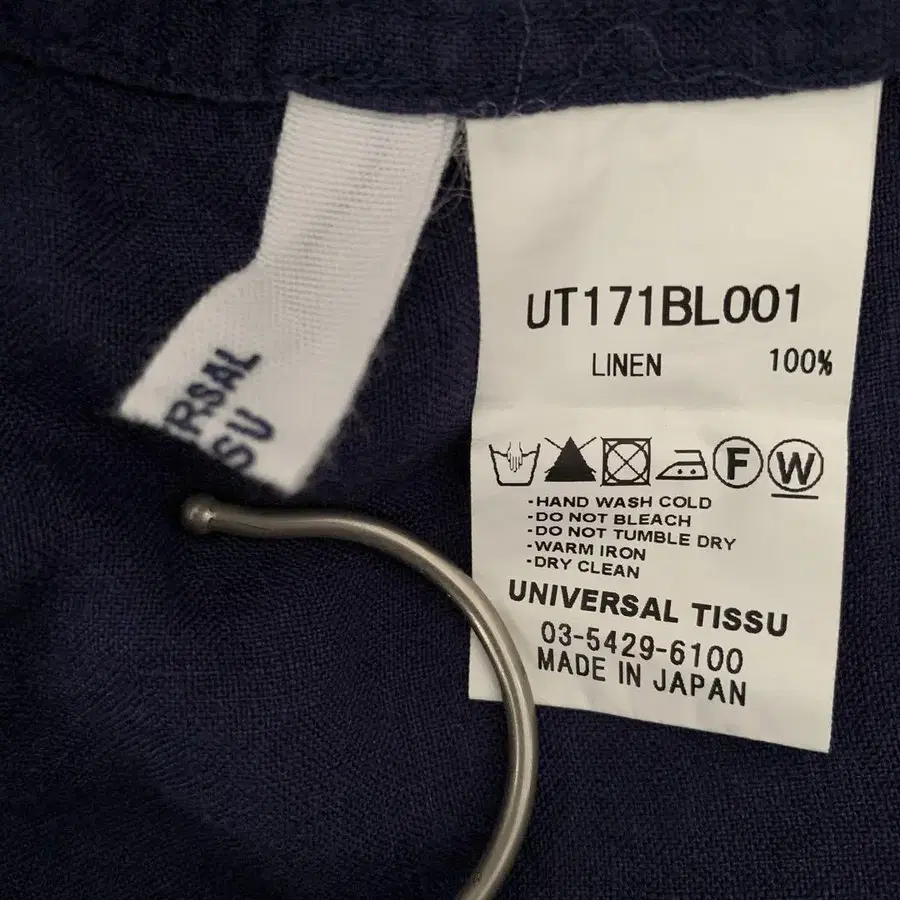 UT171BL001
LINEN 100%
F W
-HAND WASH COLD
-DO NOT BLEACH
-DO NOT TUMBLE DRY
-WARM IRON
-DRY CLEAN
UNIVERSAL TISSU
03-5429-6100
MADE IN JAPAN
RSAL
SU